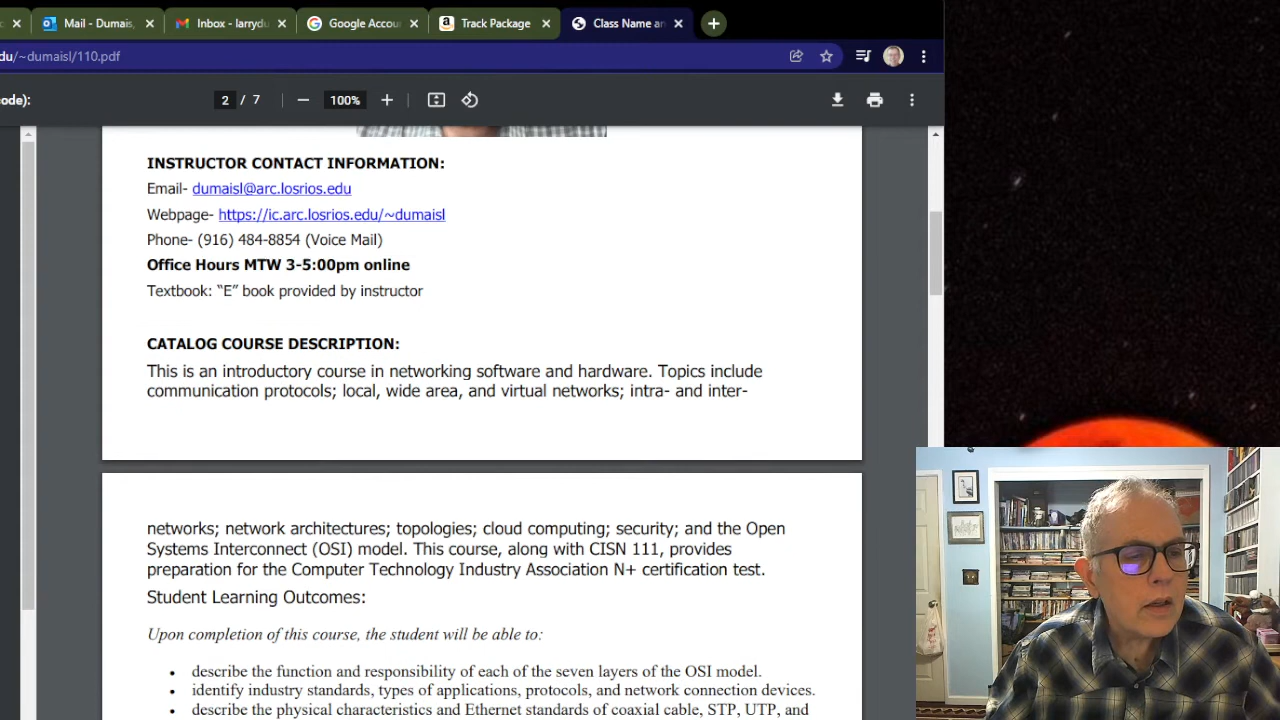 Mail - Dumais,
Inbox - larrydu
Google Accou
Track Package
Class Name an
du/~dumaisl/110.pdf
ode):
2 / 7
100%
INSTRUCTOR CONTACT INFORMATION:
Email- dumaisl@arc.losrios.edu
Webpage- https://ic.arc.losrios.edu/~dumaisl
Phone- (916) 484-8854 (Voice Mail)
Office Hours MTW 3-5:00pm online
Textbook: “E” book provided by instructor
CATALOG COURSE DESCRIPTION:
This is an introductory course in networking software and hardware. Topics include
communication protocols; local, wide area, and virtual networks; intra- and inter-
networks; network architectures; topologies; cloud computing; security; and the Open
Systems Interconnect (OSI) model. This course, along with CISN 111, provides
preparation for the Computer Technology Industry Association N+ certification test.
Student Learning Outcomes:
Upon completion of this course, the student will be able to:
• describe the function and responsibility of each of the seven layers of the OSI model.
• identify industry standards, types of applications, protocols, and network connection devices.
• describe the physical characteristics and Ethernet standards of coaxial cable, STP, UTP, and